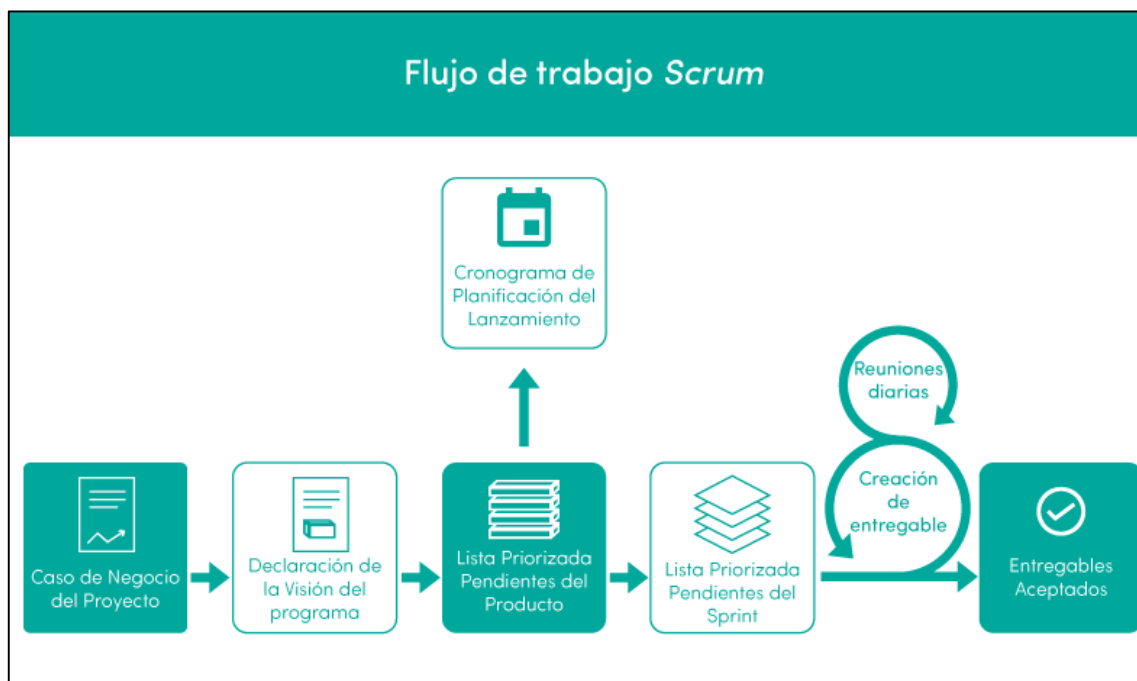 Flujo de trabajo Scrum
Cronograma de
Planificación del
Lanzamiento
Reuniones
diarias
Creación
de
entregable
Caso de Negocio
del Proyecto
Declaración de
la Visión del
programa
Lista Priorizada
Pendientes del
Producto
Lista Priorizada
Pendientes del
Sprint
Entregables
Aceptados